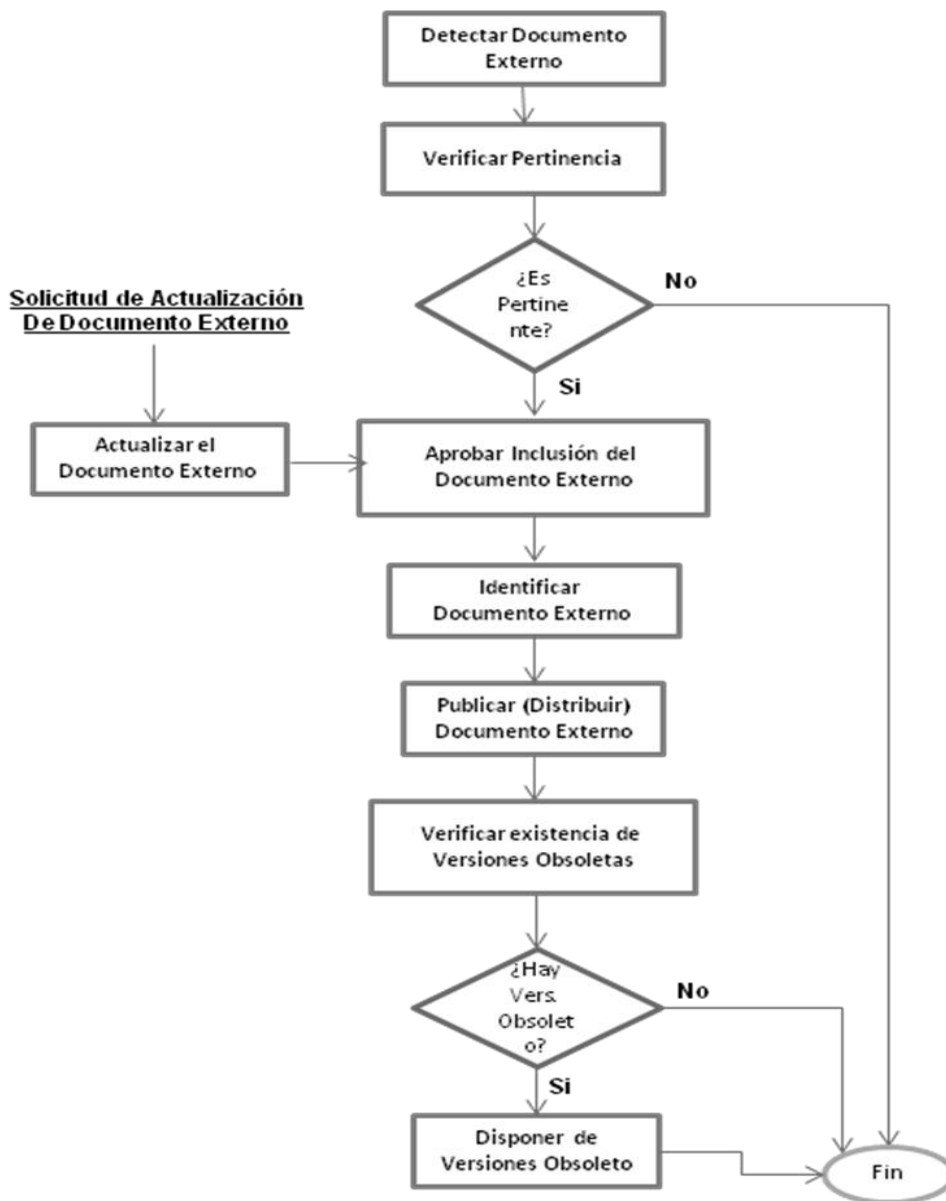 Detectar Documento
Externo
Verificar Pertinencia
¿Es
Pertine
nte?
No
Solicitud de Actualización
De Documento Externo
Si
Actualizar el
Documento Externo
Aprobar Inclusión del
Documento Externo
Identificar
Documento Externo
Publicar (Distribuir)
Documento Externo
Verificar existencia de
Versiones Obsoletas
¿Hay
Vers.
Obsolet
o?
No
Si
Disponer de
Versiones Obsoleto
Fin